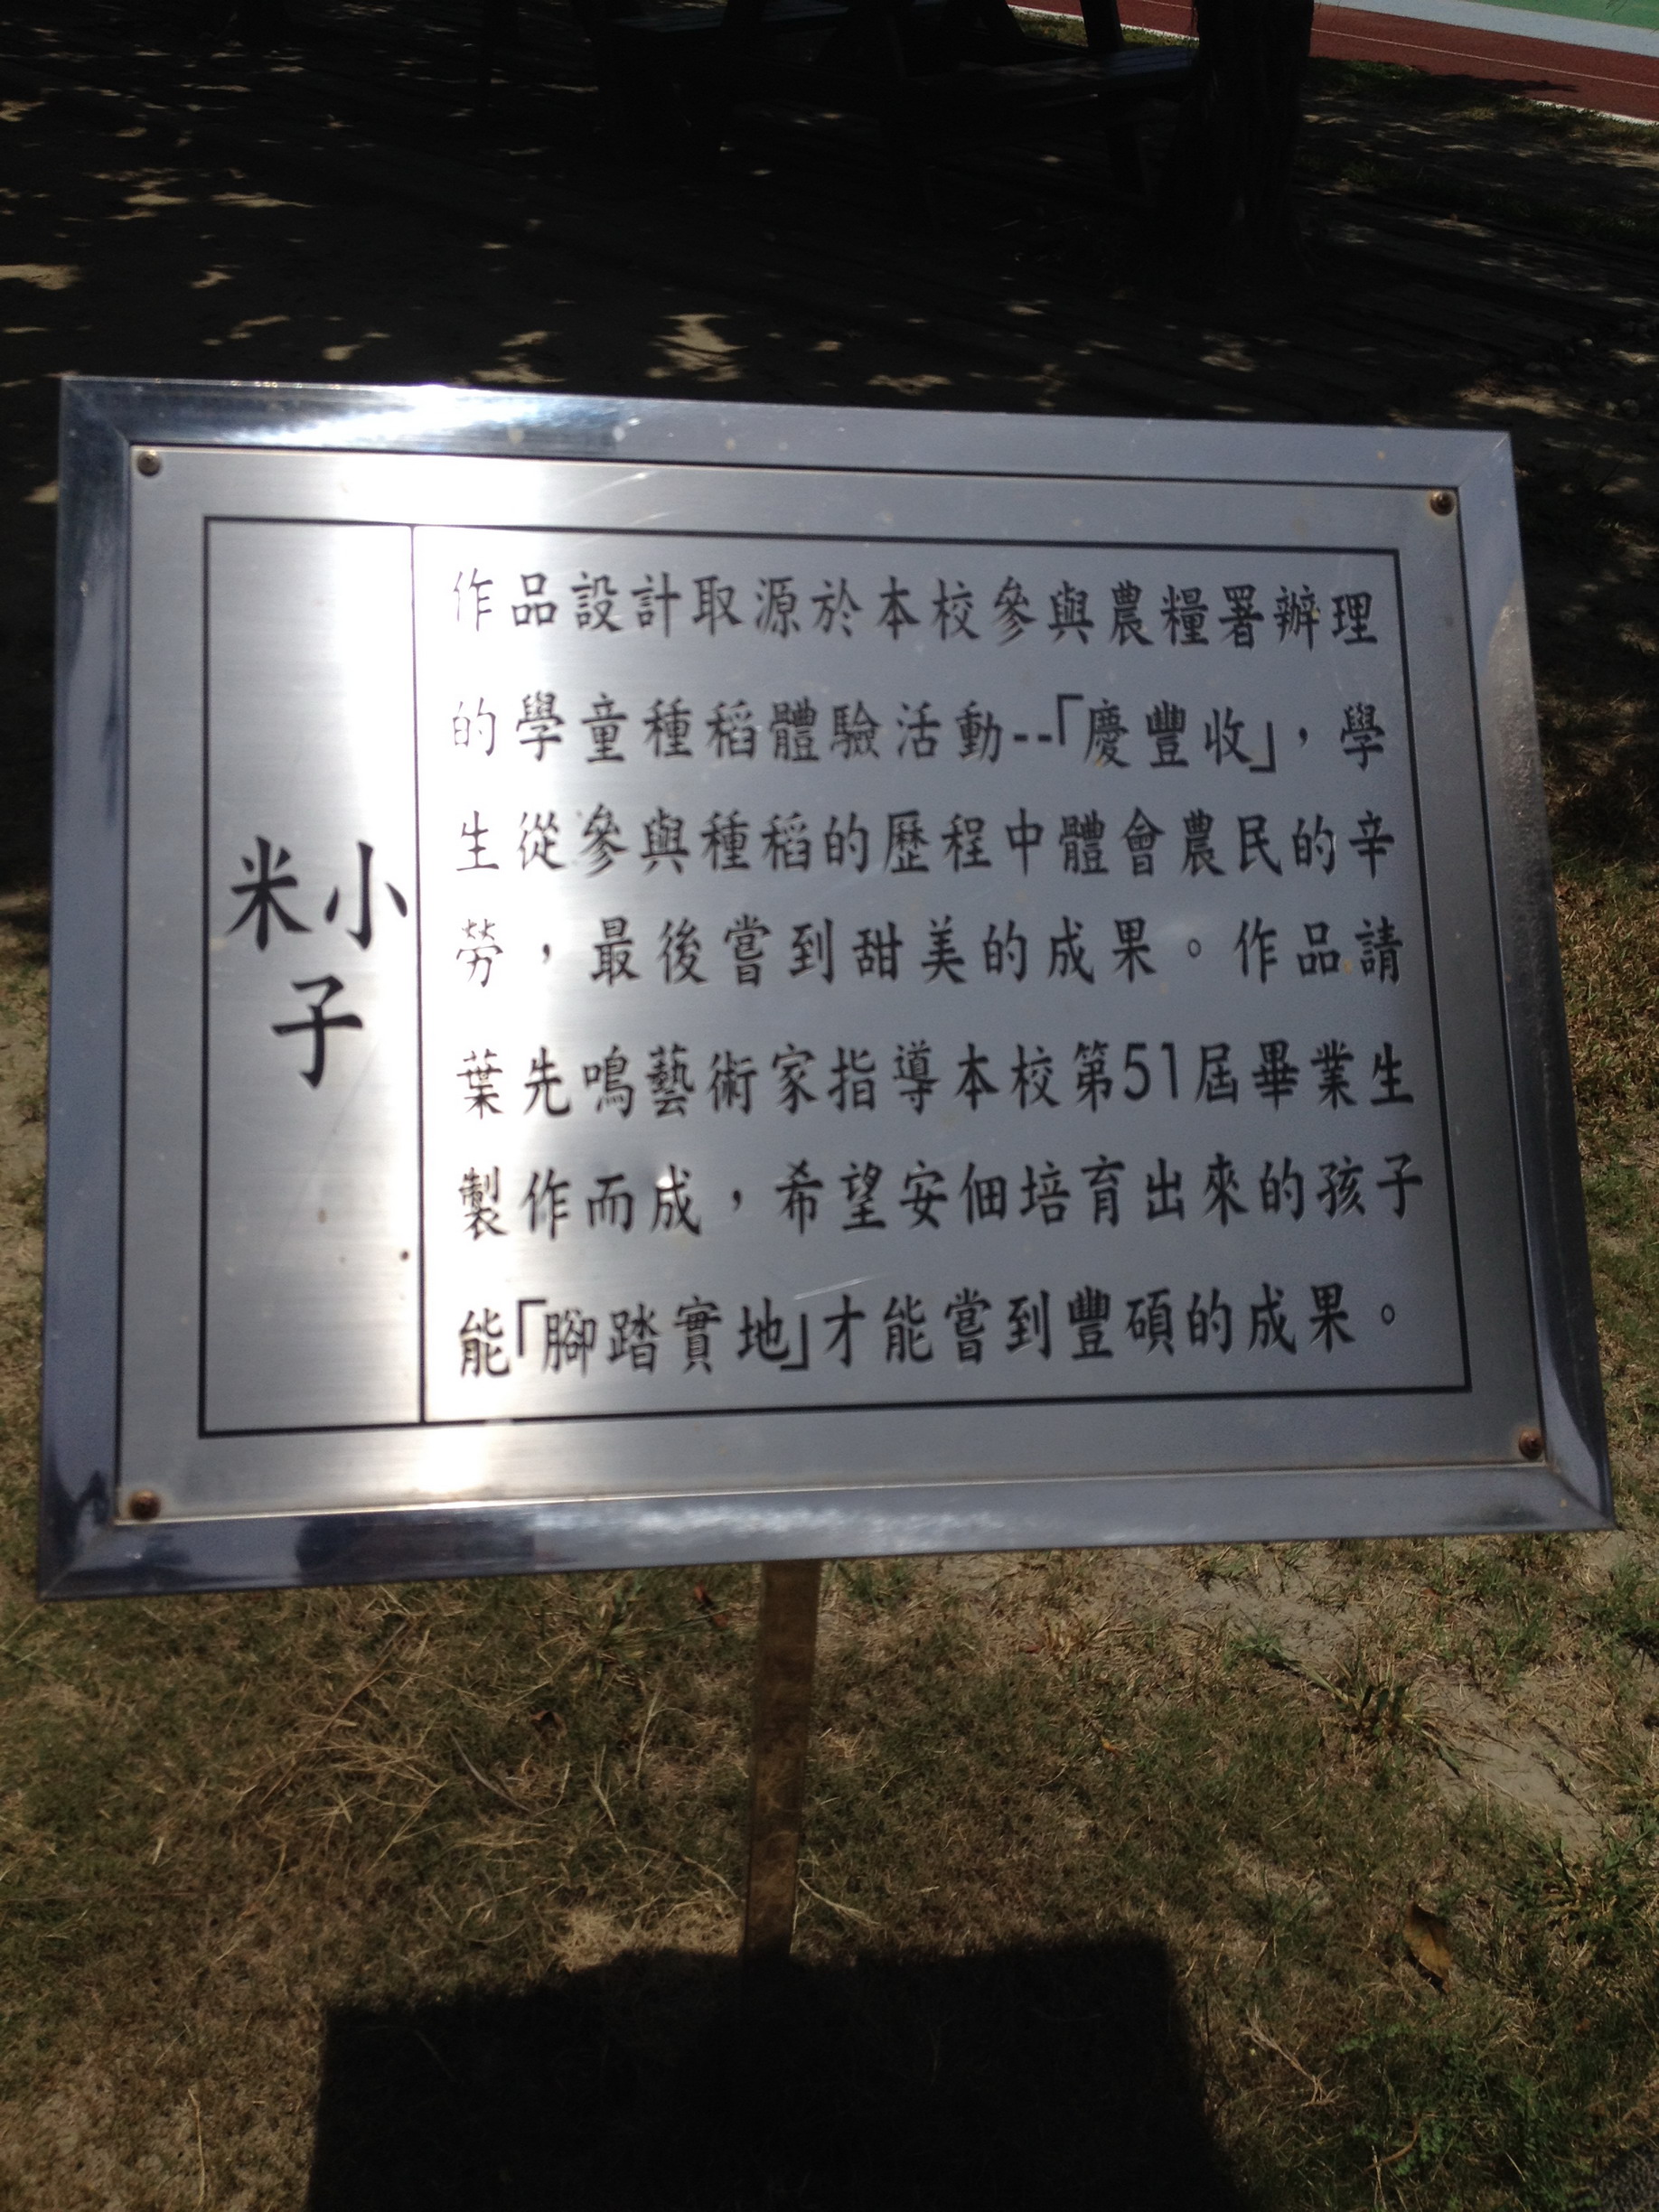 米小
子
作品設計取源於本校參與農糧署辦理
的學童種稻體驗活動--「慶豐收」，學
生從參與種稻的歷程中體會農民的辛
勞，最後嘗到甜美的成果。作品請
葉先鳴藝術家指導本校第51屆畢業生
製作而成，希望安佃培育出來的孩子
能「腳踏實地」才能嘗到豐碩的成果。